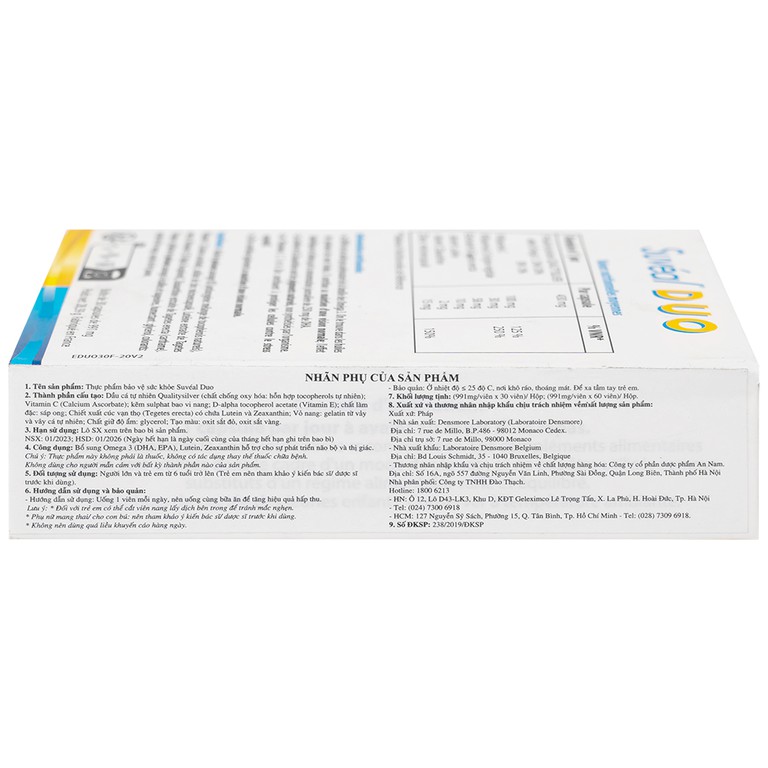 Suvéal DUO
% VNR*
125 %
250 %
150%
Par capsule
400 mg
EDUO30F-20V2
NHÃN PHỤ CỦA SẢN PHẨM
1. Tên sản phẩm: Thực phẩm bảo vệ sức khỏe Suvéal Duo
2. Thành phần cấu tạo: Dầu cá tự nhiên Qualitysilver (chất chống oxy hóa: hỗn hợp tocopherols tự nhiên);
Vitamin C (Calcium Ascorbate); kẽm sulphat bao vi nang; D-alpha tocopherol acetate (Vitamin E); chất làm
đặc: sáp ong; Chiết xuất cúc vạn thọ (Tegetes erecta) có chứa Lutein và Zeaxanthin; Vỏ nang: gelatin từ vảy
và vây cá tự nhiên; Chất giữ độ ẩm: glycerol; Tạo màu: oxit sắt đỏ, oxit sắt vàng.
3. Hạn sử dụng: Lô SX xem trên bao bì sản phẩm.
NSX: 01/2023; HSD: 01/2026 (Ngày hết hạn là ngày cuối cùng của tháng hết hạn ghi trên bao bì)
4. Công dụng: Bổ sung Omega 3 (DHA, EPA), Lutein, Zeaxanthin hỗ trợ cho sự phát triển não bộ và thị giác.
Chú ý: Thực phẩm này không phải là thuốc, không có tác dụng thay thế thuốc chữa bệnh.
Không dùng cho người mẫn cảm với bất kỳ thành phần nào của sản phẩm.
5. Đối tượng sử dụng: Người lớn và trẻ em từ 6 tuổi trở lên (Trẻ em nên tham khảo ý kiến bác sĩ/ dược sĩ
trước khi dùng).
6. Hướng dẫn sử dụng và bảo quản:
- Hướng dẫn sử dụng: Uống 1 viên mỗi ngày, nên uống cùng bữa ăn để tăng hiệu quả hấp thu.
Lưu ý: * Đối với trẻ em có thể cắt viên nang lấy dịch bên trong để tránh mắc nghẹn.
* Phụ nữ mang thai/ cho con bú: nên tham khảo ý kiến bác sĩ/ dược sĩ trước khi dùng.
* Không nên dùng quá liều khuyến cáo hàng ngày.
- Bảo quản: Ở nhiệt độ ≤ 25 độ C, nơi khô ráo, thoáng mát. Để xa tầm tay trẻ em.
7. Khối lượng tịnh: (991mg/viên x 30 viên)/ Hộp; (991mg/viên x 60 viên)/ Hộp.
8. Xuất xứ và thương nhân nhập khẩu chịu trách nhiệm về chất lượng sản phẩm:
Xuất xứ: Pháp
- Nhà sản xuất: Densmore Laboratory (Laboratoire Densmore)
Địa chỉ: 7 rue de Millo, B.P.486 - 98012 Monaco Cedex.
Địa chỉ trụ sở: 7 rue de Millo, 98000 Monaco
- Nhà xuất khẩu: Laboratoire Densmore Belgium
Địa chỉ: Bd Louis Schmidt, 35 - 1040 Bruxelles, Belgique
- Thương nhân nhập khẩu và chịu trách nhiệm về chất lượng hàng hóa: Công ty cổ phần dược phẩm An Nam.
Địa chỉ: Số 16A, ngõ 557 đường Nguyễn Văn Linh, Phường Sài Đồng, Quận Long Biên, Thành phố Hà Nội
Nhà phân phối: Công ty TNHH Đào Thạch.
Hotline: 1800 6213
- HN: Ô 12, Lô D43-LK3, Khu D, KĐT Geleximco Lê Trọng Tấn, X. La Phù, H. Hoài Đức, Tp. Hà Nội
- Tel: (024) 7300 6918
- HCM: 127 Nguyễn Sỹ Sách, Phường 15, Q. Tân Bình, Tp. Hồ Chí Minh - Tel: (028) 7309 6918.
9. Số ĐKSP: 238/2019/ĐKSP